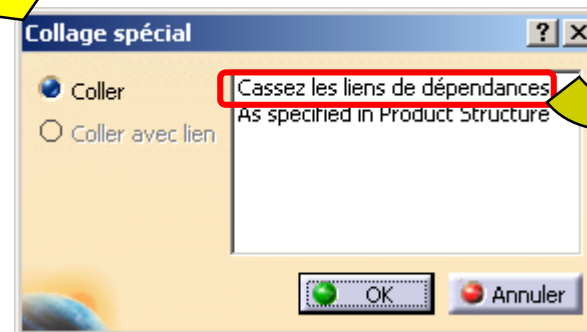 Collage spécial
? X
Coller
Coller avec lien
Cassez les liens de dépendances
As specified in Product Structure
OK
Annuler